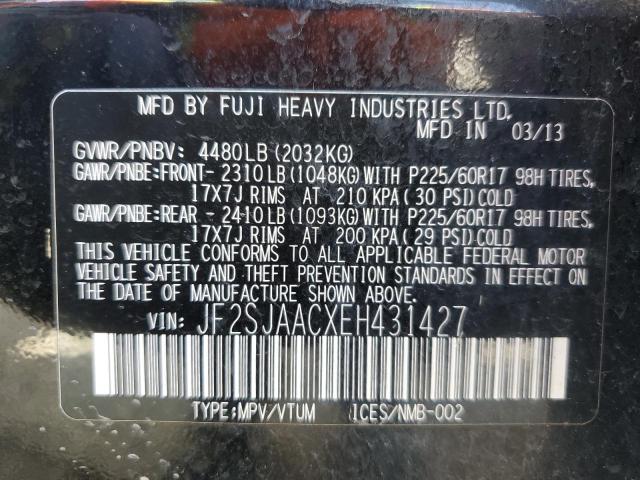 MFD BY FUJI HEAVY INDUSTRIES LTD.
MFD IN 03/13
GVWR/PNBV: 4480LB(2032KG)
GAWR/PNBE:FRONT- 2310LB(1048KG)WITH P225/60R17 98H TIRES,
17X7J RIMS AT 210 KPA(30 PSI)COLD
GAWR/PNBE:REAR - 2410LB(1093KG)WITH P225/60R17 98H TIRES,
17X7J RIMS AT 200 KPA(29 PSI)COLD
THIS VEHICLE CONFORMS TO ALL APPLICABLE FEDERAL MOTOR
VEHICLE SAFETY AND THEFT PREVENTION STANDARDS IN EFFECT ON
THE DATE OF MANUFACTURE SHOWN ABOVE.
VIN: JF2SJAACXEH431427
TYPE:MPV/VTUM ICES/NMB-002